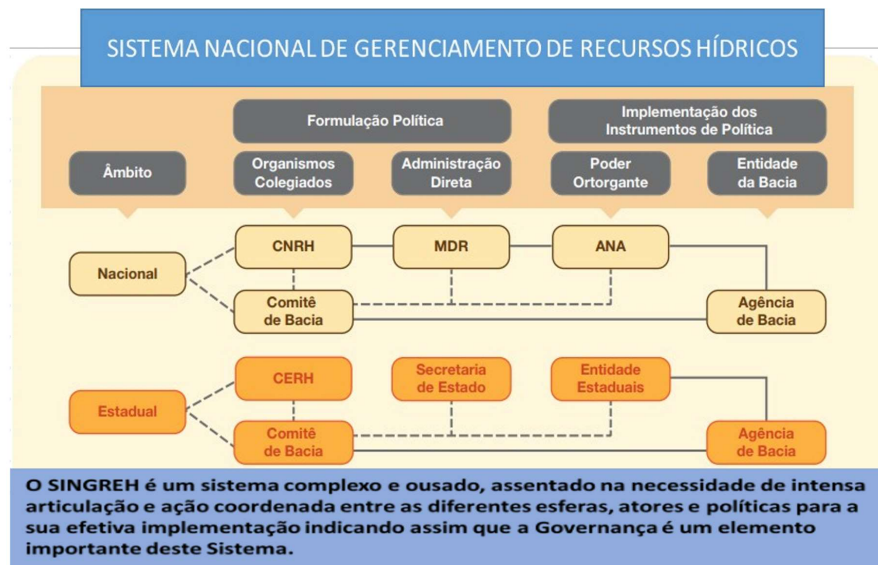 SISTEMA NACIONAL DE GERENCIAMENTO DE RECURSOS HÍDRICOS
Formulação Política
Implementação dos
Instrumentos de Política
Âmbito
Organismos
Colegiados
Administração
Direta
Poder
Ortorgante
Entidade
da Bacia
Nacional
CNRH
MDR
ANA
Comitê
de Bacia
Agência
de Bacia
Estadual
CERH
Secretaria
de Estado
Entidade
Estaduais
Comitê
de Bacia
Agência
de Bacia
O SINGREH é um sistema complexo e ousado, assentado na necessidade de intensa
articulação e ação coordenada entre as diferentes esferas, atores e políticas para a
sua efetiva implementação indicando assim que a Governança é um elemento
importante deste Sistema.